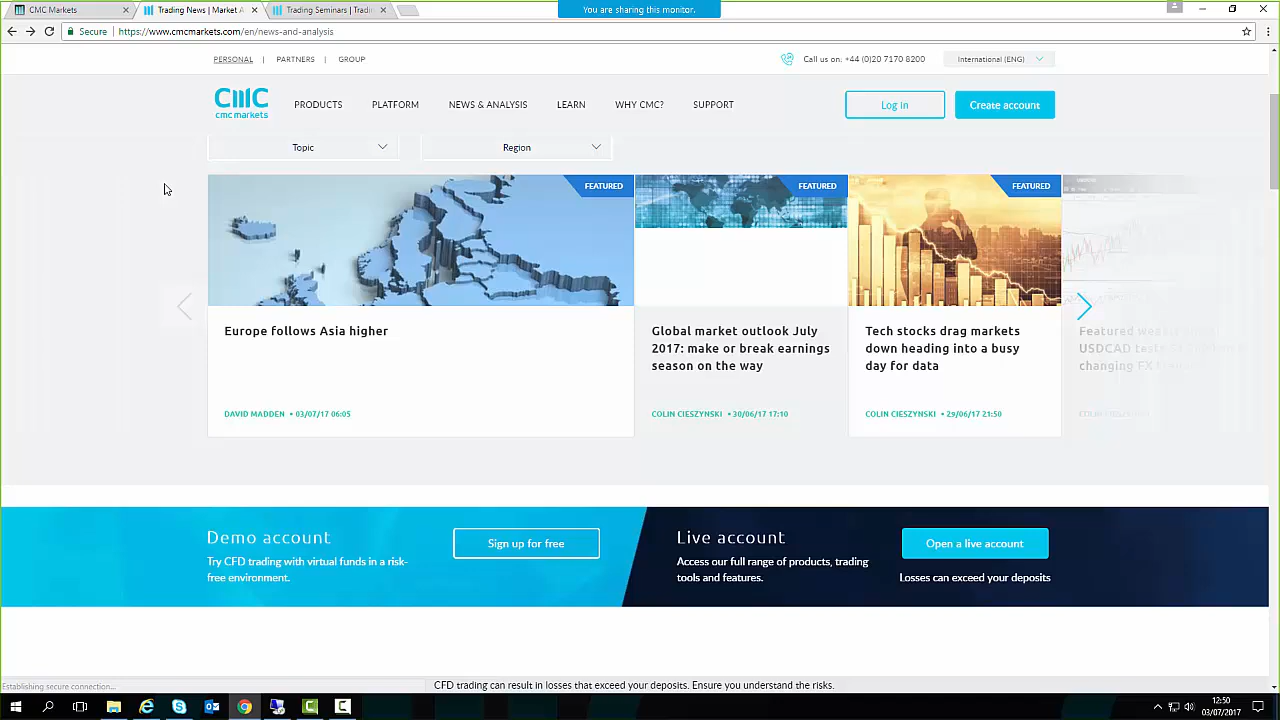 You are sharing this monitor.
CMC Markets
Trading News | Market A
Trading Seminars | Tradi
Secure
https://www.cmcmarkets.com/en/news-and-analysis
PERSONAL | PARTNERS | GROUP
Call us on: +44 (0)20 7170 8200
International (ENG)
CMC
cmc markets
PRODUCTS
PLATFORM
NEWS & ANALYSIS
LEARN
WHY CMC?
SUPPORT
Log in
Create account
Topic
Region
FEATURED
FEATURED
FEATURED
Europe follows Asia higher
DAVID MADDEN • 03/07/17 06:05
Global market outlook July
2017: make or break earnings
season on the way
COLIN CIESZYNSKI • 30/06/17 17:10
Tech stocks drag markets
down heading into a busy
day for data
COLIN CIESZYNSKI • 29/06/17 21:50
Featured
USDCAD
changing FX
Demo account
Try CFD trading with virtual funds in a risk-
free environment.
Sign up for free
Live account
Access our full range of products, trading
tools and features.
Open a live account
Losses can exceed your deposits
Establishing secure connection...
CFD trading can result in losses that exceed your deposits. Ensure you understand the risks.
12:50
03/07/2017